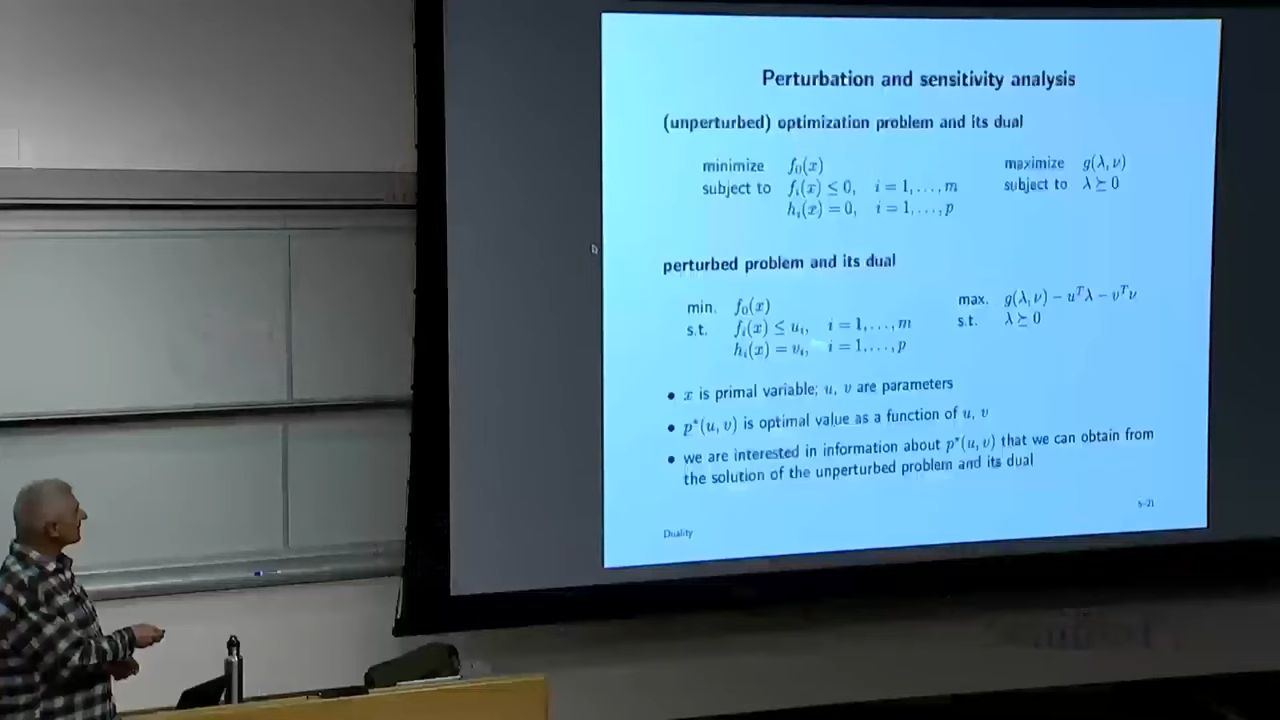 Perturbation and sensitivity analysis
(unperturbed) optimization problem and its dual
minimize f₀(x) maximize g(λ, ν)
subject to fᵢ(x) ≤ 0, i = 1, . . . , m subject to λ ⪰ 0
hᵢ(x) = 0, i = 1, . . . , p
perturbed problem and its dual
min. f₀(x) max. g(λ, ν) − uᵀλ − vᵀν
s.t. fᵢ(x) ≤ uᵢ, i = 1, . . . , m s.t. λ ⪰ 0
hᵢ(x) = vᵢ, i = 1, . . . , p
• x is primal variable; u, v are parameters
• p*(u, v) is optimal value as a function of u, v
• we are interested in information about p*(u, v) that we can obtain from
the solution of the unperturbed problem and its dual
Duality 5–21